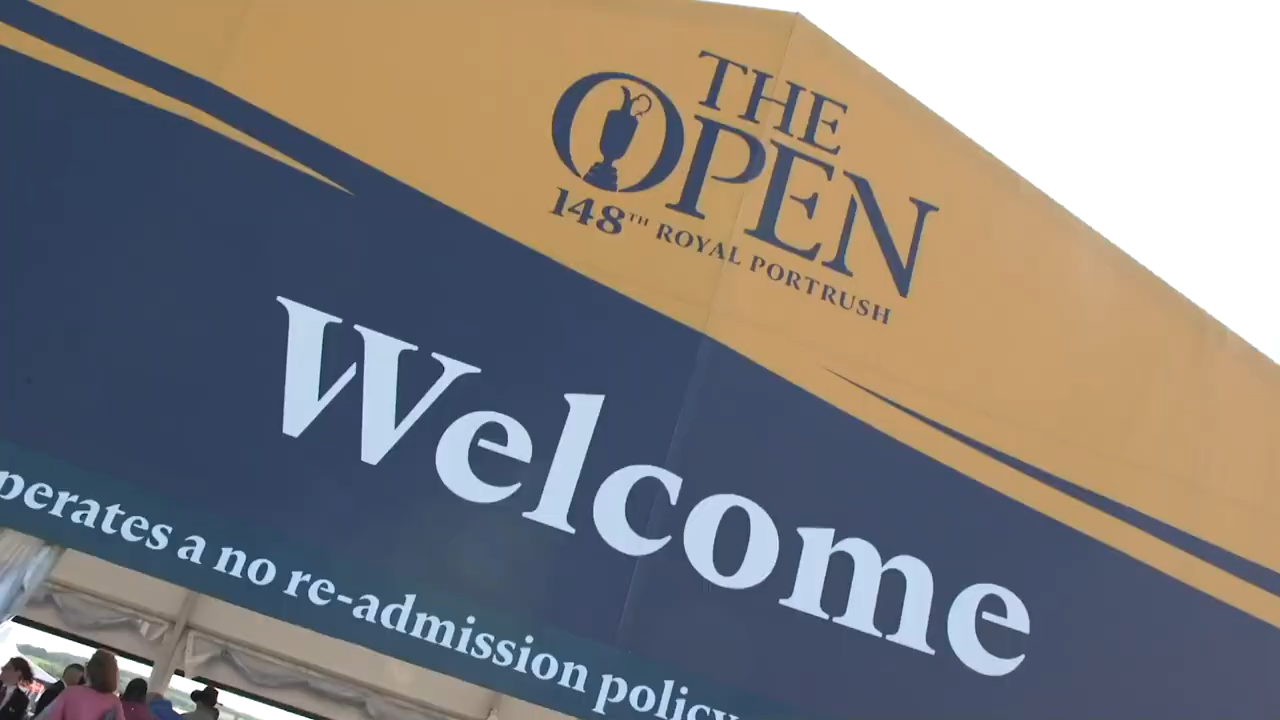 THE
OPEN
148TH ROYAL PORTRUSH
Welcome
perates a no re-admission policy